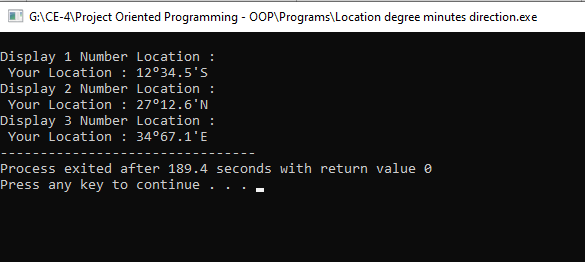 G:\CE-4\Project Oriented Programming - OOP\Programs\Location degree minutes direction.exe
Display 1 Number Location :
 Your Location : 12°34.5'S
Display 2 Number Location :
 Your Location : 27°12.6'N
Display 3 Number Location :
 Your Location : 34°67.1'E
--------------------------------
Process exited after 189.4 seconds with return value 0
Press any key to continue . . .